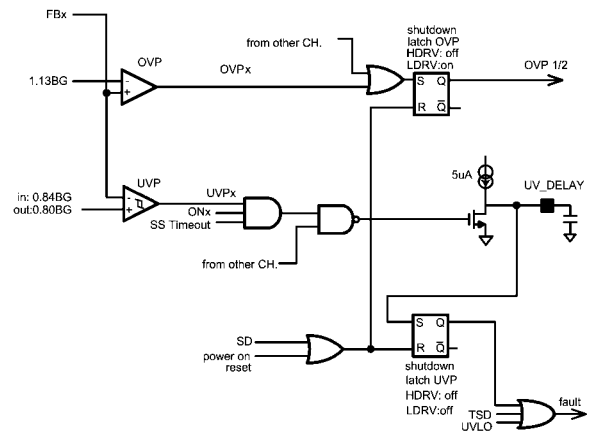 FBx
shutdown
latch OVP
HDRV: off
LDRV:on
from other CH.
OVP
OVPx
OVP 1/2
S Q
R Q
1.13BG
-
+
UVP
5uA
UV_DELAY
in: 0.84BG
out:0.80BG
-
+
UVPx
ONx
SS Timeout
from other CH.
SD
power on
reset
S Q
R Q
shutdown
latch UVP
HDRV: off
LDRV:off
fault
TSD
UVLO